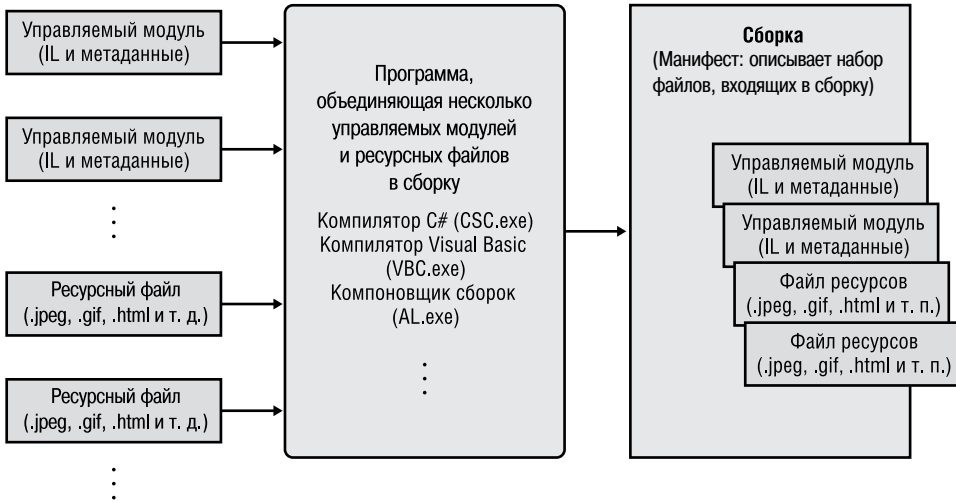 Управляемый модуль
(IL и метаданные)
Управляемый модуль
(IL и метаданные)
Ресурсный файл
(.jpeg, .gif, .html и т. д.)
Ресурсный файл
(.jpeg, .gif, .html и т. д.)
Программа,
объединяющая несколько
управляемых модулей
и ресурсных файлов
в сборку
Компилятор C# (CSC.exe)
Компилятор Visual Basic
(VBC.exe)
Компоновщик сборок
(AL.exe)
Сборка
(Манифест: описывает набор
файлов, входящих в сборку)
Управляемый модуль
(IL и метаданные)
Управляемый модуль
(IL и метаданные)
Файл ресурсов
(.jpeg, .gif, .html и т. п.)
Файл ресурсов
(.jpeg, .gif, .html и т. п.)